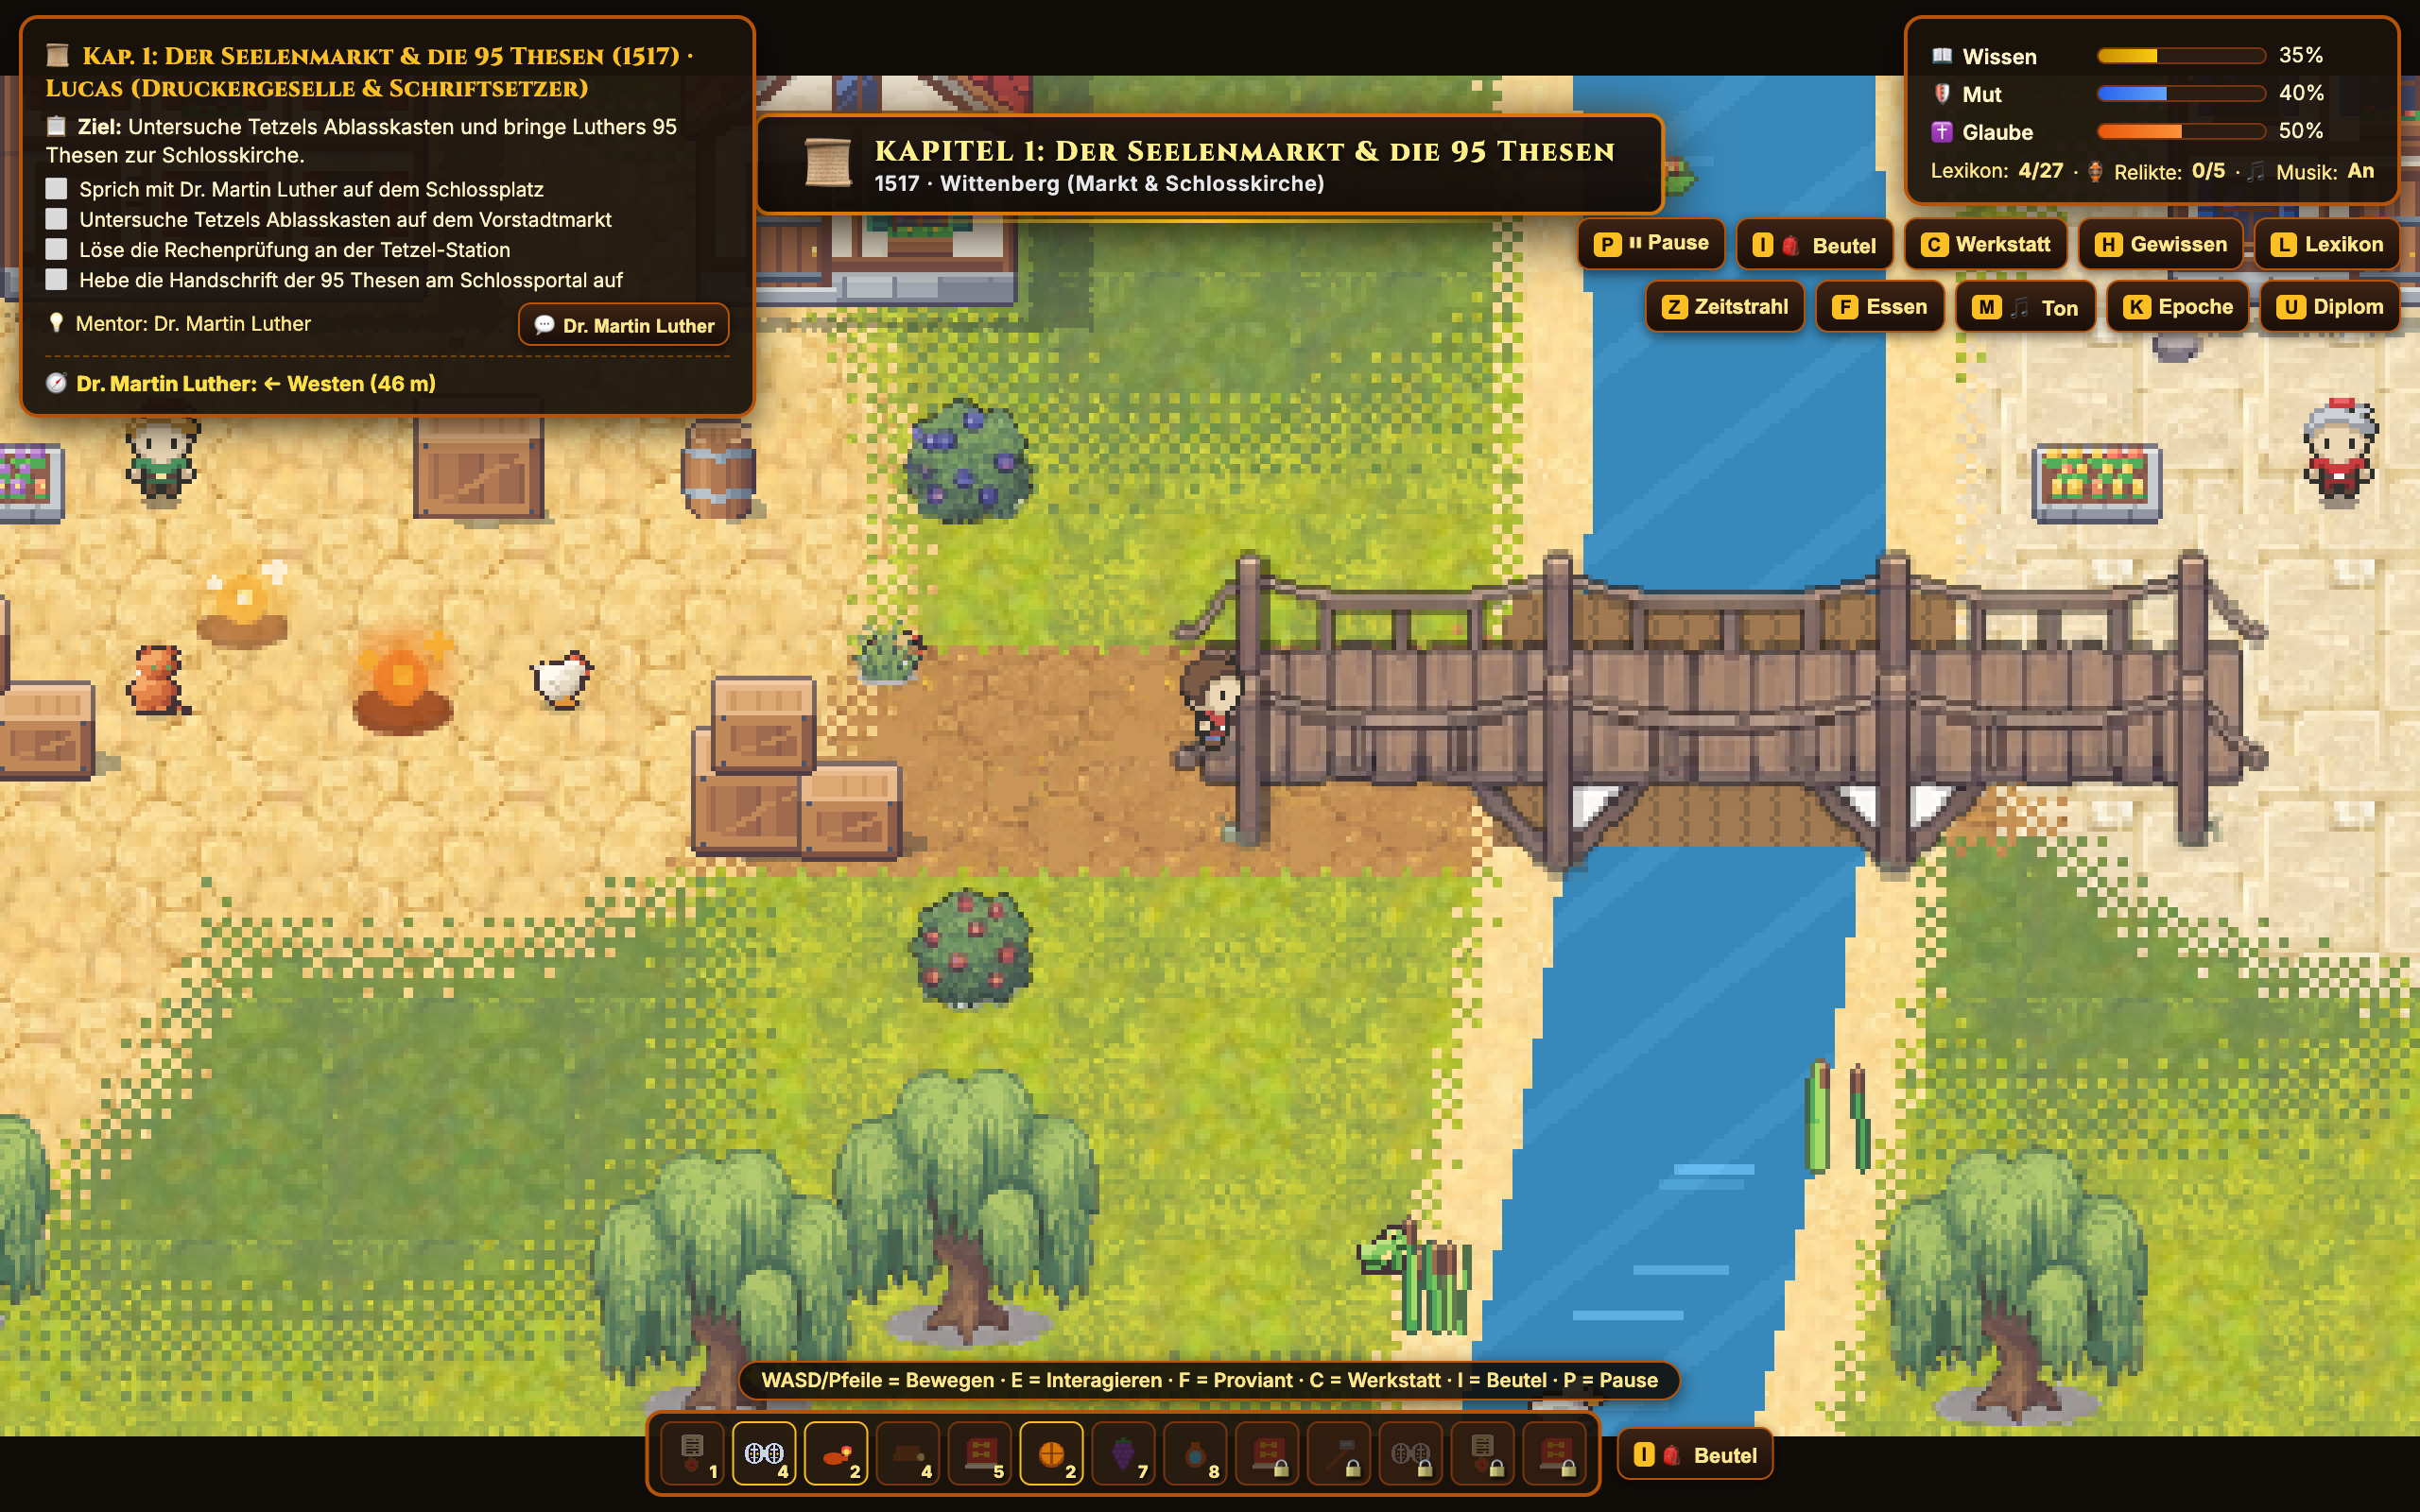 Kap. 1: Der Seelenmarkt & die 95 Thesen (1517) ·
Lucas (Druckergeselle & Schriftsetzer)
Ziel: Untersuche Tetzels Ablasskasten und bringe Luthers 95
Thesen zur Schlosskirche.
Sprich mit Dr. Martin Luther auf dem Schlossplatz
Untersuche Tetzels Ablasskasten auf dem Vorstadtmarkt
Löse die Rechenprüfung an der Tetzel-Station
Hebe die Handschrift der 95 Thesen am Schlossportal auf
Mentor: Dr. Martin Luther
Dr. Martin Luther
Dr. Martin Luther: ← Westen (46 m)
KAPITEL 1: Der Seelenmarkt & die 95 Thesen
1517 · Wittenberg (Markt & Schlosskirche)
Wissen 35%
Mut 40%
Glaube 50%
Lexikon: 4/27 · Relikte: 0/5 · Musik: An
P Pause I Beutel C Werkstatt H Gewissen L Lexikon
Z Zeitstrahl F Essen M Ton K Epoche U Diplom
WASD/Pfeile = Bewegen · E = Interagieren · F = Proviant · C = Werkstatt · I = Beutel · P = Pause
1 4 2 4 5 2 7 8
I Beutel